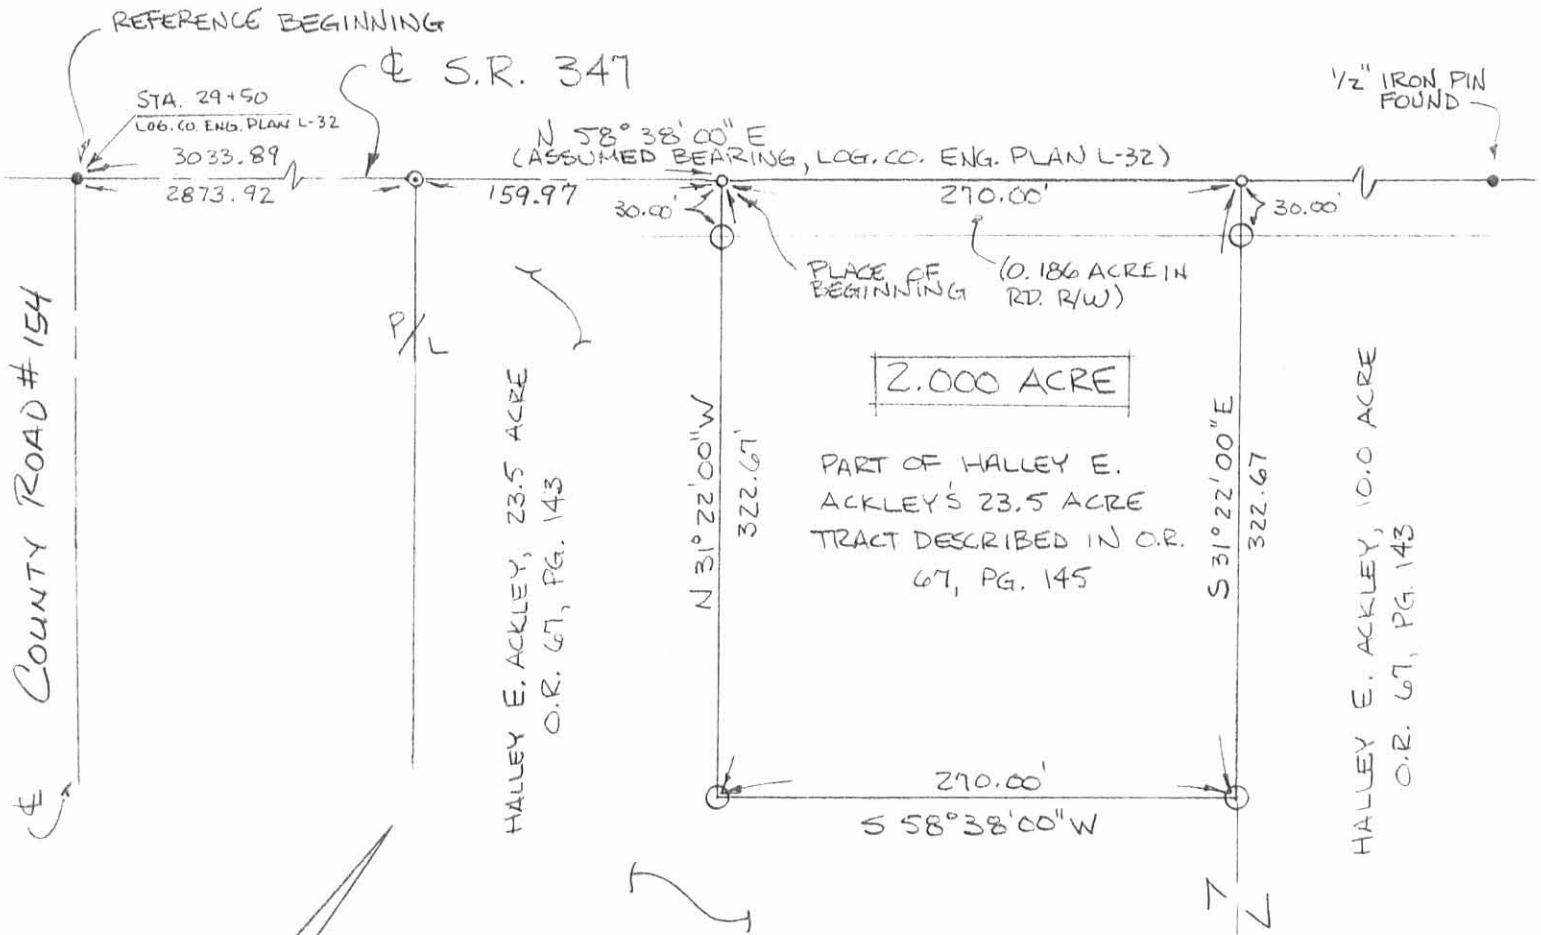 REFERENCE BEGINNING
℄ S.R. 347
STA. 29+50
LOG. CO. ENG. PLAN L-32
3033.89
2873.92
N 58° 38' 00" E
(ASSUMED BEARING, LOG. CO. ENG. PLAN L-32)
1/2" IRON PIN
FOUND
159.97
30.00'
270.00'
30.00'
PLACE OF
BEGINNING
(0.186 ACRE IN
RD. R/W)
P/L
2.000 ACRE
PART OF HALLEY E.
ACKLEY'S 23.5 ACRE
TRACT DESCRIBED IN O.R.
67, PG. 145
℄ COUNTY ROAD # 154
HALLEY E. ACKLEY, 23.5 ACRE
O.R. 67, PG. 143
N 31° 22' 00" W
322.67'
S 31° 22' 00" E
322.67
HALLEY E. ACKLEY, 10.0 ACRE
O.R. 67, PG. 143
270.00'
S 58° 38' 00" W